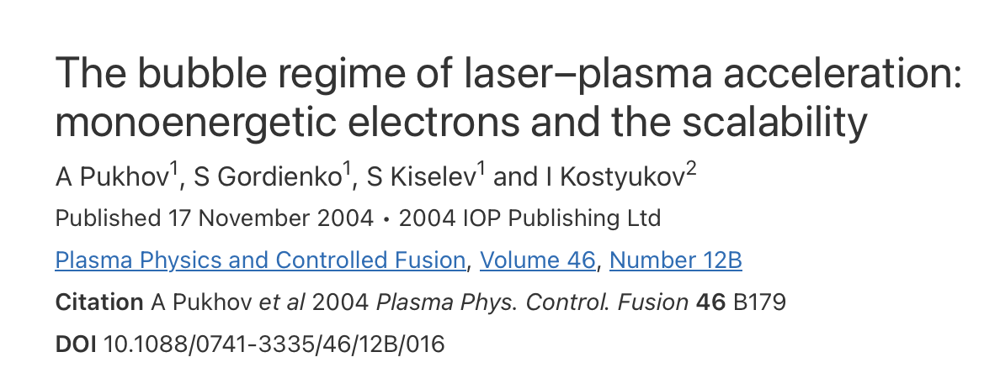 The bubble regime of laser–plasma acceleration:
monoenergetic electrons and the scalability
A Pukhov1, S Gordienko1, S Kiselev1 and I Kostyukov2
Published 17 November 2004 • 2004 IOP Publishing Ltd
Plasma Physics and Controlled Fusion, Volume 46, Number 12B
Citation A Pukhov et al 2004 Plasma Phys. Control. Fusion 46 B179
DOI 10.1088/0741-3335/46/12B/016